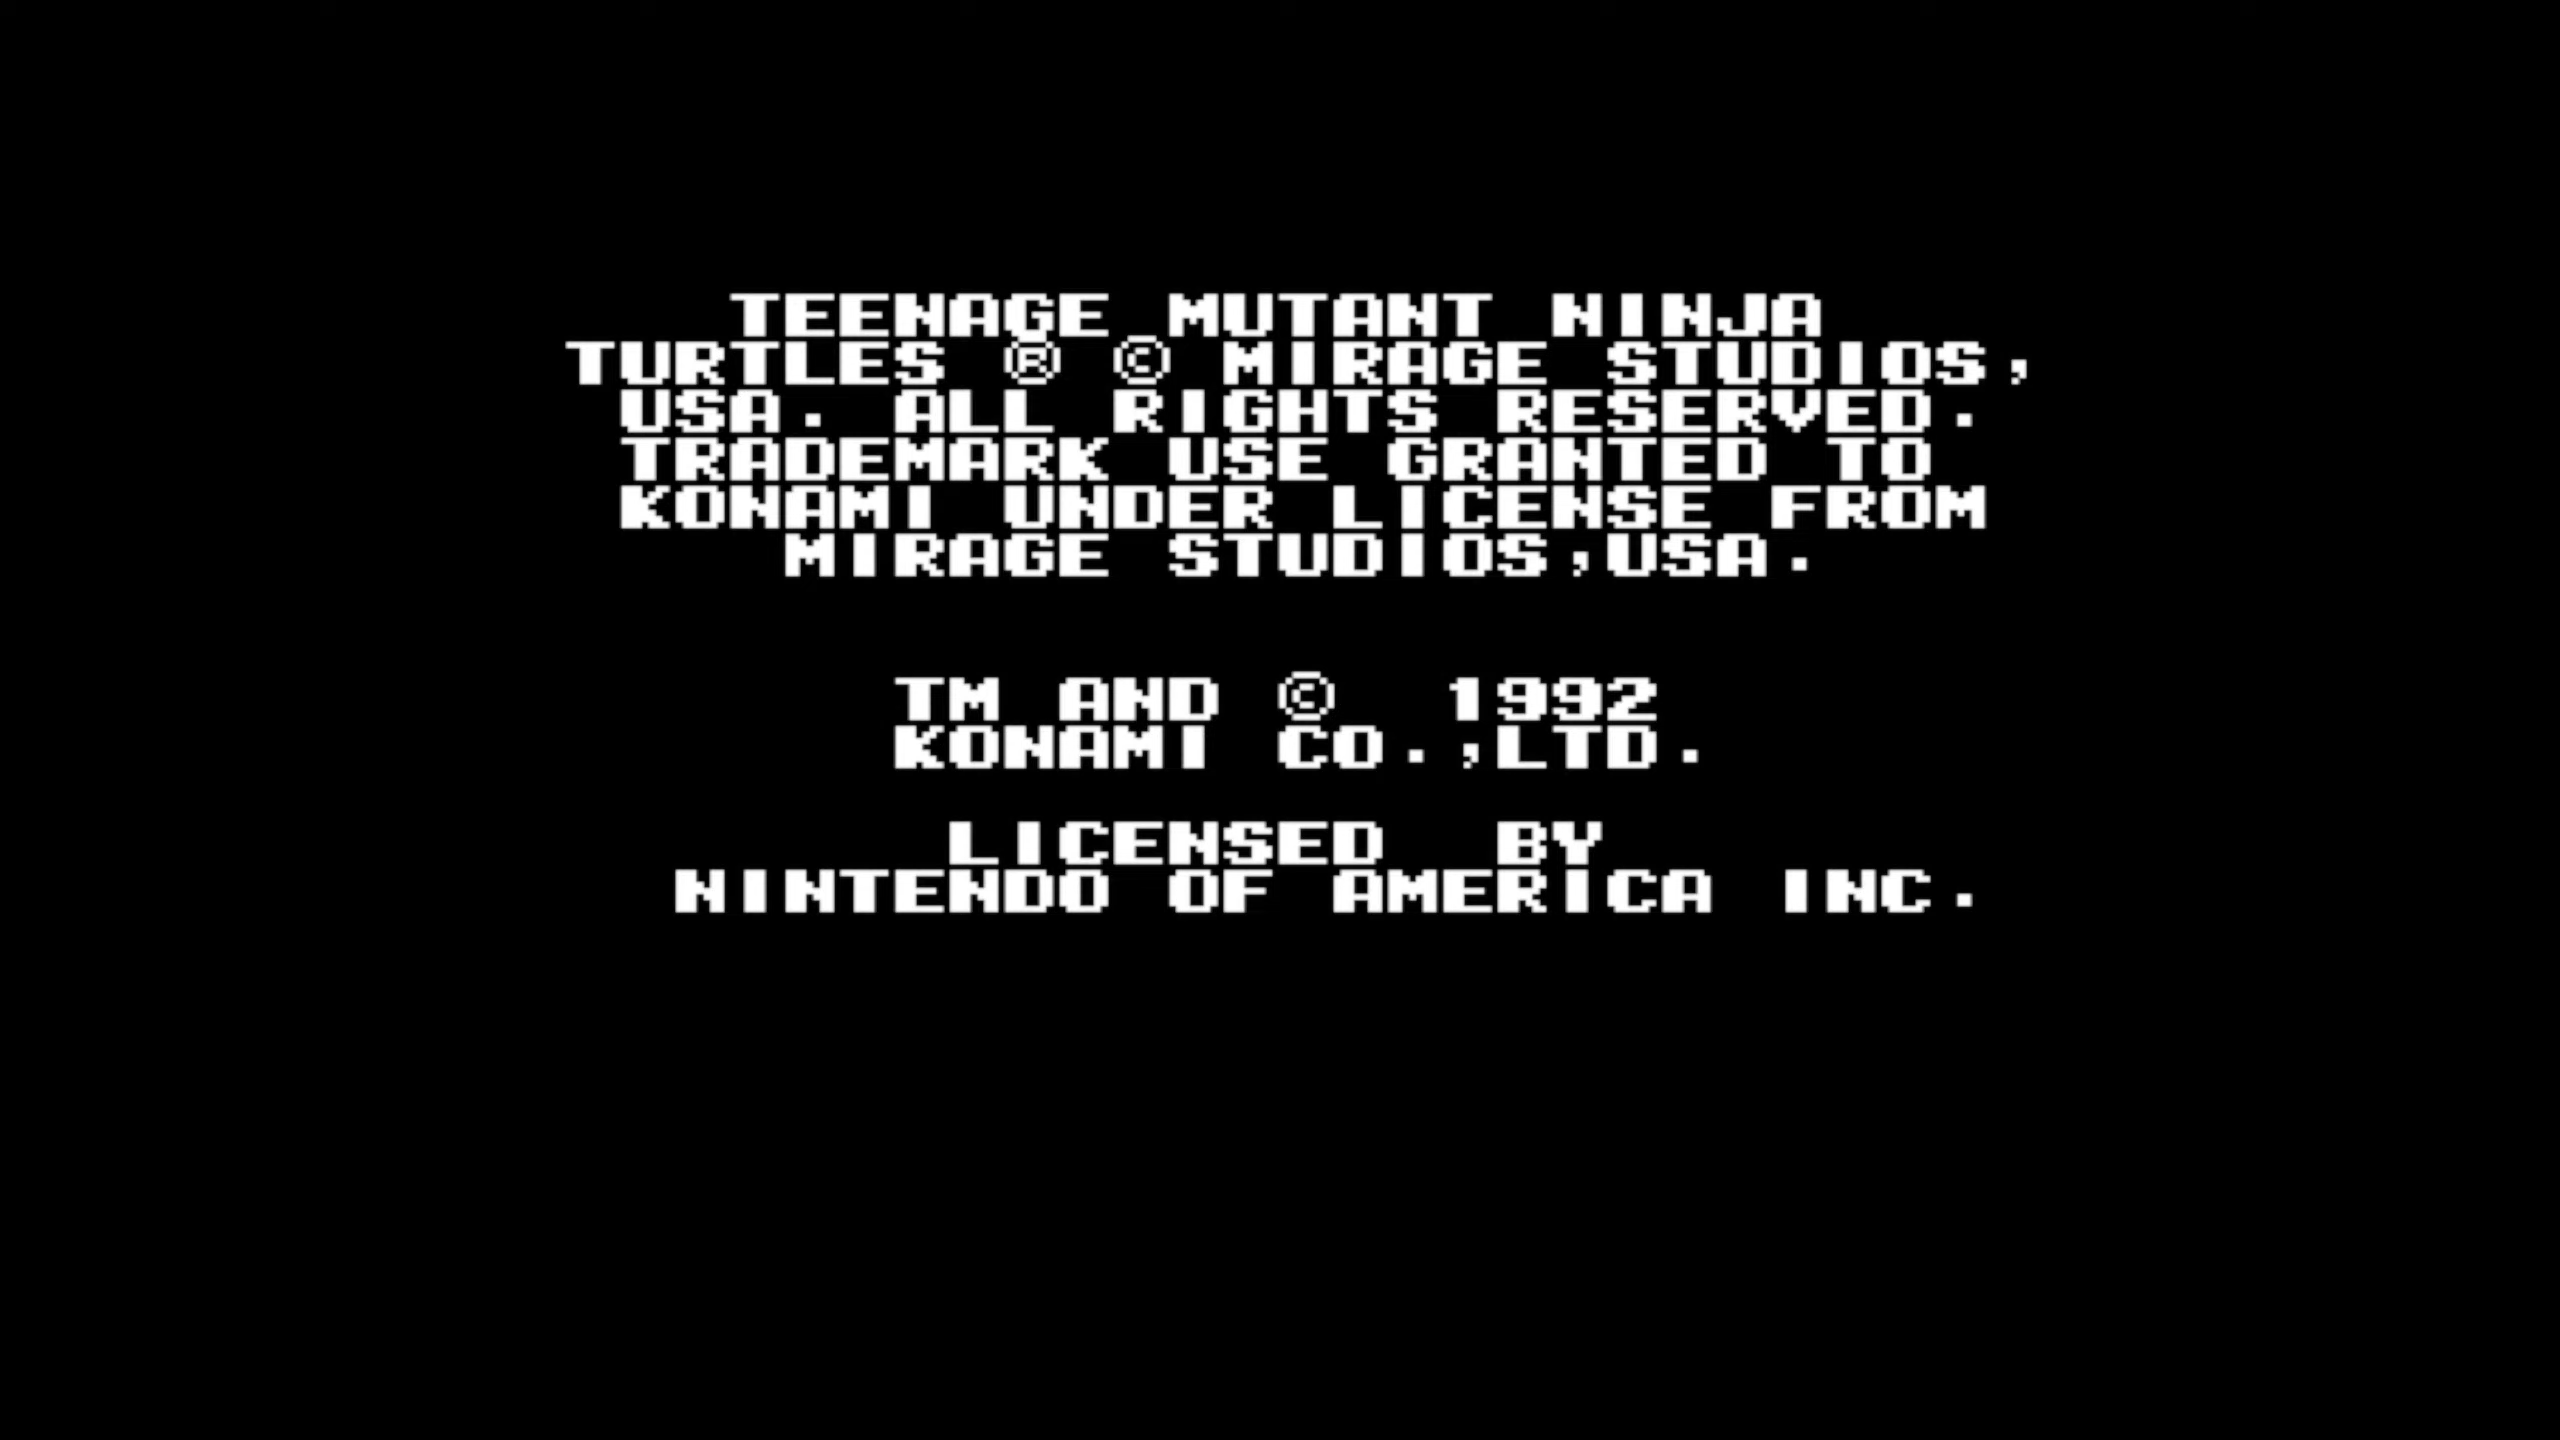 TEENAGE MUTANT NINJA
TURTLES ® © MIRAGE STUDIOS,
USA. ALL RIGHTS RESERVED.
TRADEMARK USE GRANTED TO
KONAMI UNDER LICENSE FROM
MIRAGE STUDIOS,USA.
TM AND © 1992
KONAMI CO.,LTD.
LICENSED BY
NINTENDO OF AMERICA INC.